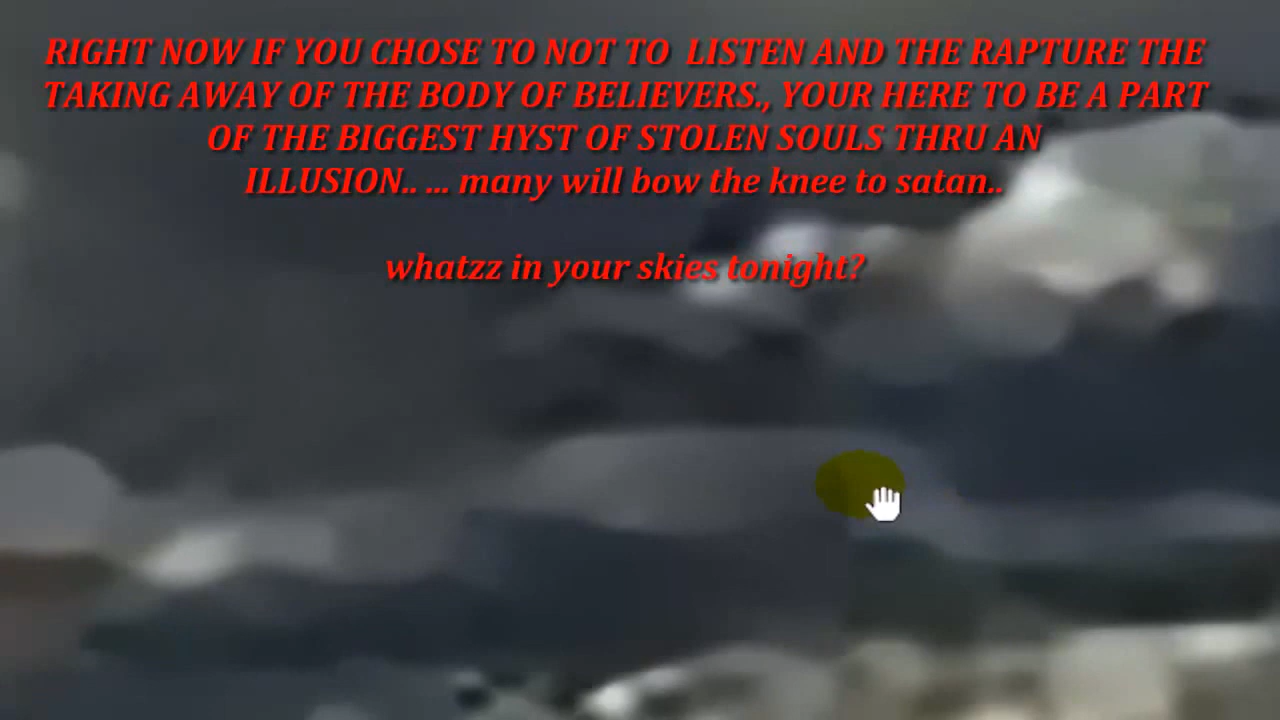 RIGHT NOW IF YOU CHOSE TO NOT TO LISTEN AND THE RAPTURE THE
TAKING AWAY OF THE BODY OF BELIEVERS., YOUR HERE TO BE A PART
OF THE BIGGEST HYST OF STOLEN SOULS THRU AN
ILLUSION.. ... many will bow the knee to satan..
whatzz in your skies tonight?